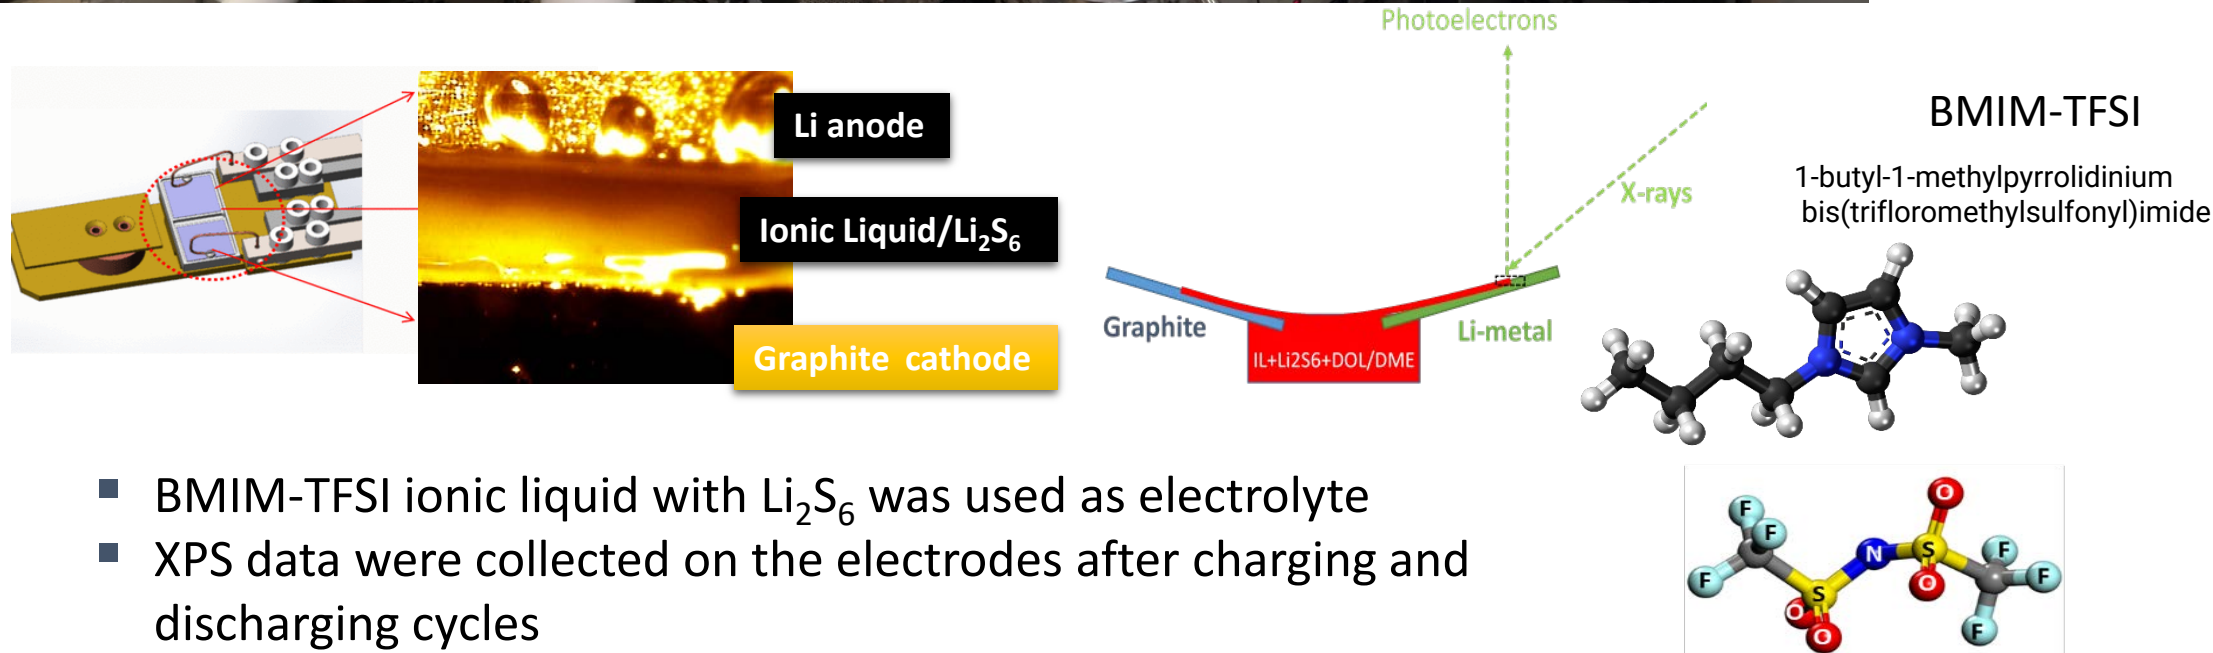 Photoelectrons
Li anode
Ionic Liquid/Li₂S₆
Graphite cathode
X-rays
Graphite
Li-metal
IL+Li2S6+DOL/DME
BMIM-TFSI
1-butyl-1-methylpyrrolidinium
bis(trifloromethylsulfonyl)imide
▪ BMIM-TFSI ionic liquid with Li₂S₆ was used as electrolyte
▪ XPS data were collected on the electrodes after charging and
discharging cycles
F
F
F
O
N
S
S
O
O
O
F
F
F